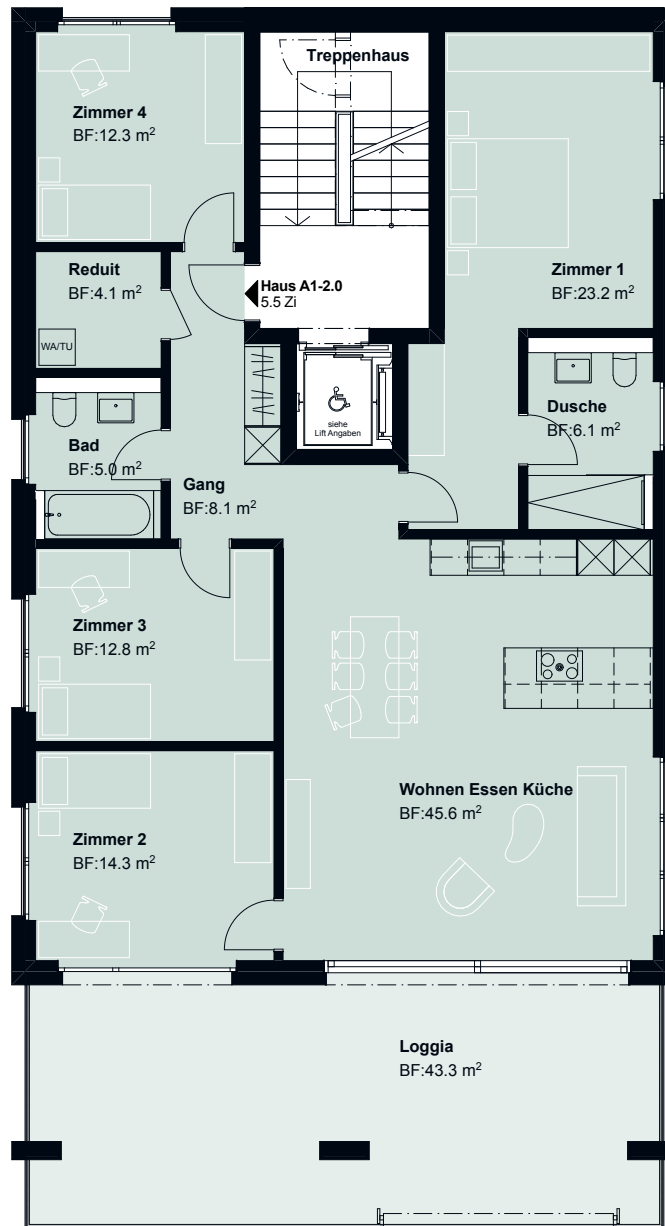 Treppenhaus
Zimmer 4
BF:12.3 m²
Reduit
BF:4.1 m²
WA/TU
Haus A1-2.0
5.5 Zi
Zimmer 1
BF:23.2 m²
siehe
Lift Angaben
Dusche
BF:6.1 m²
Bad
BF:5.0 m²
Gang
BF:8.1 m²
Zimmer 3
BF:12.8 m²
Wohnen Essen Küche
BF:45.6 m²
Zimmer 2
BF:14.3 m²
Loggia
BF:43.3 m²